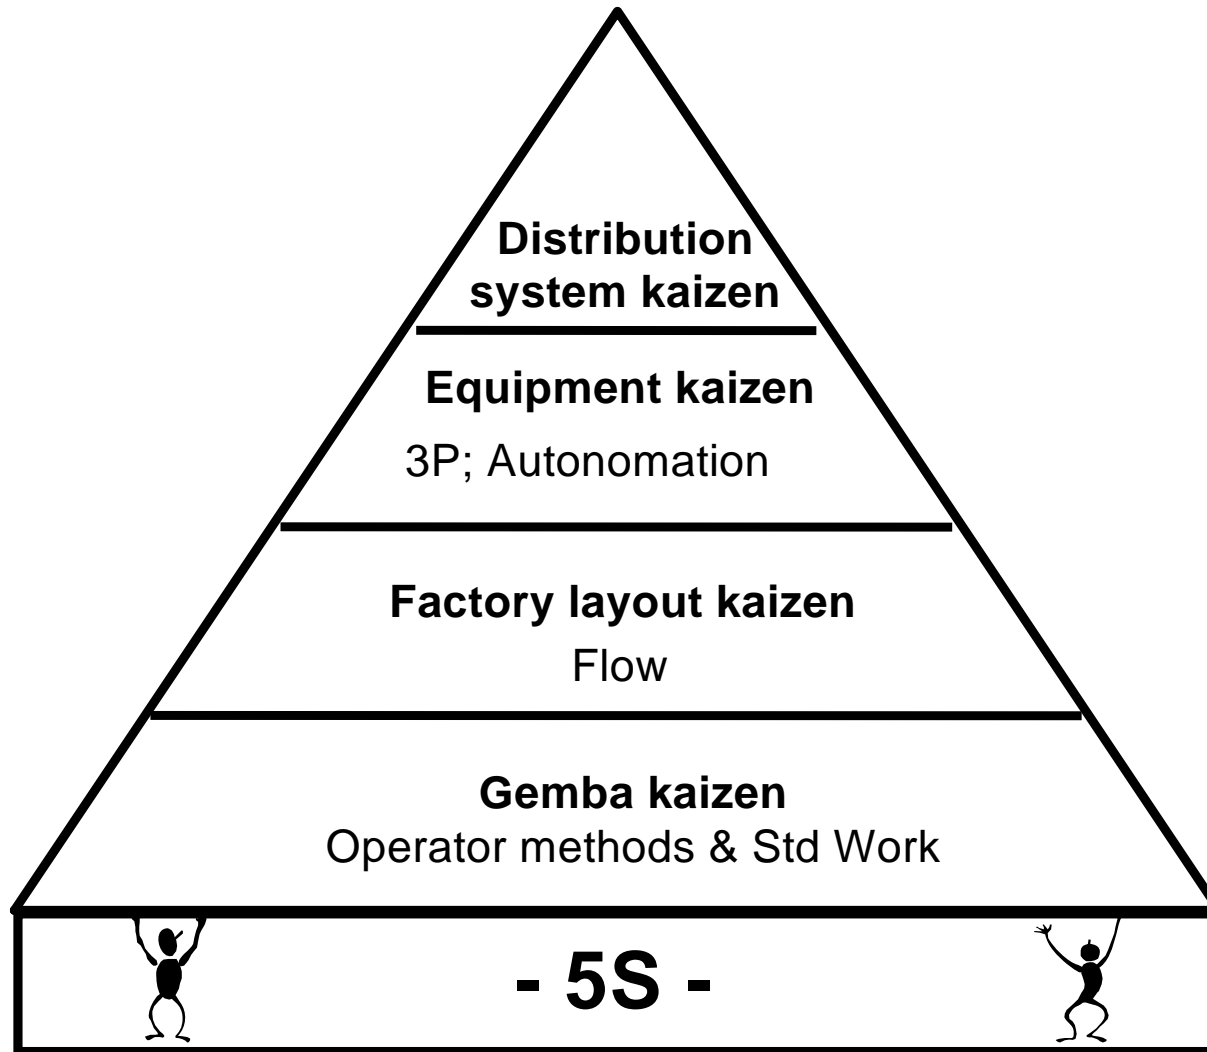 Distribution
system kaizen
Equipment kaizen
3P; Autonomation
Factory layout kaizen
Flow
Gemba kaizen
Operator methods & Std Work
- 5S -